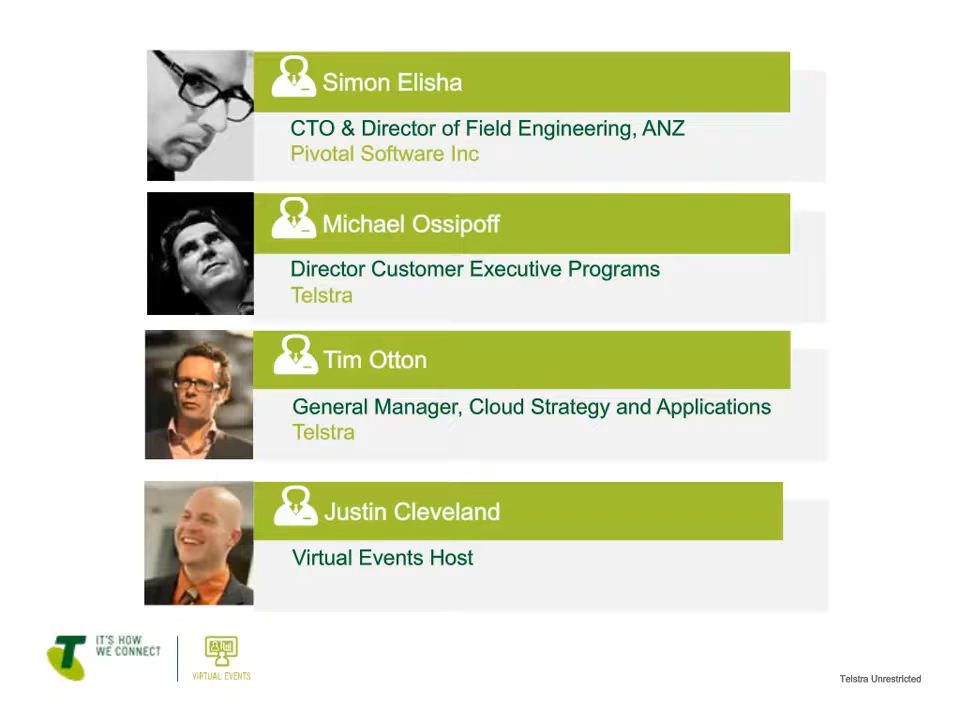 Simon Elisha
CTO & Director of Field Engineering, ANZ
Pivotal Software Inc
Michael Ossipoff
Director Customer Executive Programs
Telstra
Tim Otton
General Manager, Cloud Strategy and Applications
Telstra
Justin Cleveland
Virtual Events Host
T
IT'S HOW
WE CONNECT
VIRTUAL EVENTS
Telstra Unrestricted